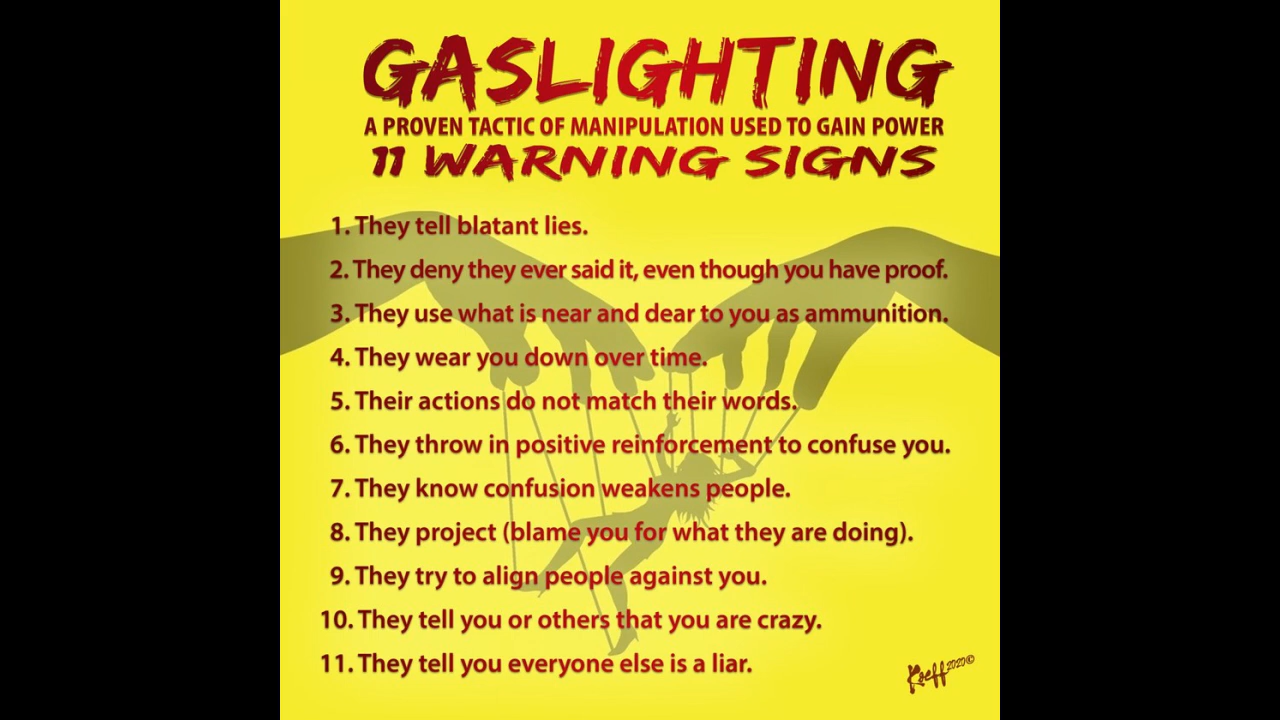 GASLIGHTING
A PROVEN TACTIC OF MANIPULATION USED TO GAIN POWER
11 WARNING SIGNS
1. They tell blatant lies.
2. They deny they ever said it, even though you have proof.
3. They use what is near and dear to you as ammunition.
4. They wear you down over time.
5. Their actions do not match their words.
6. They throw in positive reinforcement to confuse you.
7. They know confusion weakens people.
8. They project (blame you for what they are doing).
9. They try to align people against you.
10. They tell you or others that you are crazy.
11. They tell you everyone else is a liar.
2020©